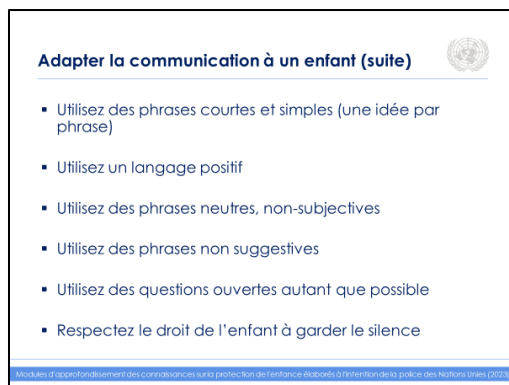 Adapter la communication à un enfant (suite)
▪ Utilisez des phrases courtes et simples (une idée par
phrase)
▪ Utilisez un langage positif
▪ Utilisez des phrases neutres, non-subjectives
▪ Utilisez des phrases non suggestives
▪ Utilisez des questions ouvertes autant que possible
▪ Respectez le droit de l'enfant à garder le silence
Modules d'approfondissement des connaissances sur la protection de l'enfance élaborés à l'intention de la police des Nations Unies (2023)